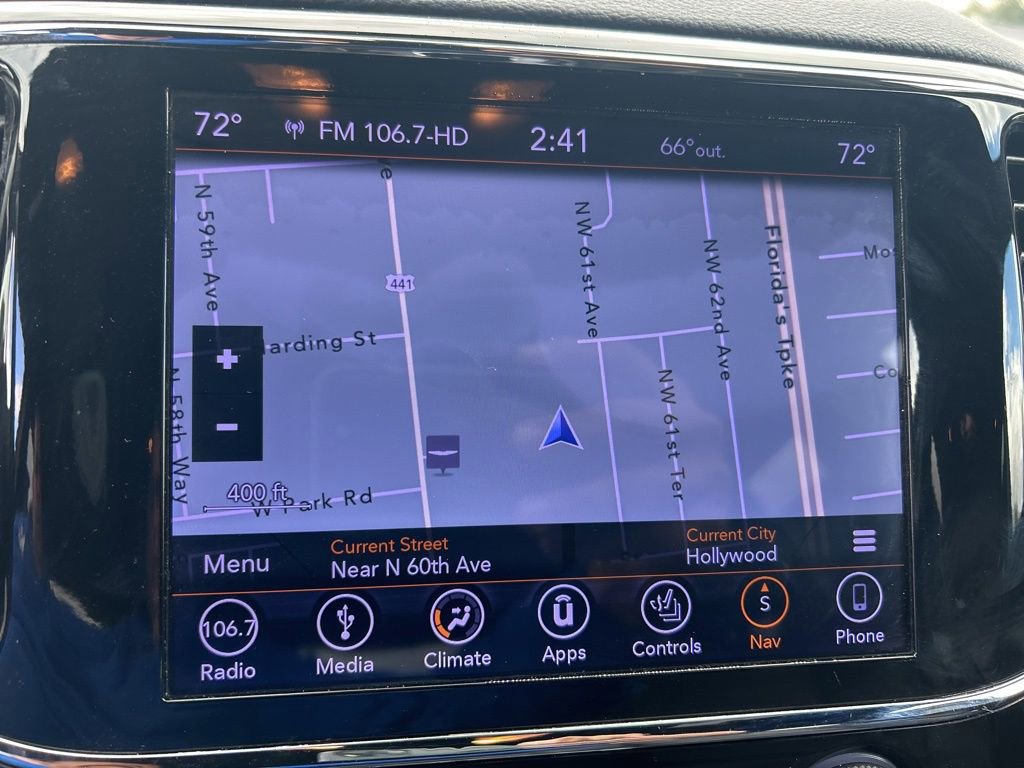 72° FM 106.7-HD 2:41 66°out. 72°
e
N 59th Ave
441
NW 61st Ave
NW 62nd Ave
Florida's Tpke
Mo
arding St
Co
N 58th Way
NW 61st Ter
+
-
400 ft
W Park Rd
Menu
Current Street
Near N 60th Ave
Current City
Hollywood
106.7
S
Radio Media Climate Apps Controls Nav Phone